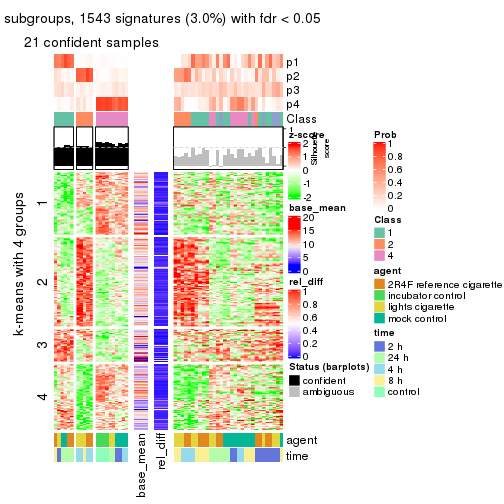 subgroups, 1543 signatures (3.0%) with fdr < 0.05
21 confident samples
p1
p2
p3
p4
Class
1
Silhouette
score
k-means with 4 groups
1
2
3
4
base_mean
rel_diff
agent
time
z-score
2
1
0
-1
-2
base_mean
20
15
10
5
0
rel_diff
1
0.8
0.6
0.4
0.2
0
Status (barplots)
confident
ambiguous
Prob
1
0.8
0.6
0.4
0.2
0
Class
1
2
4
agent
2R4F reference cigarette
incubator control
lights cigarette
mock control
time
2 h
24 h
4 h
8 h
control